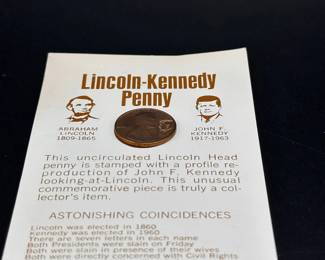 Lincoln-Kennedy
Penny
ABRAHAM
LINCOLN
1809-1865
JOHN F.
KENNEDY
1917-1963
This uncirculated Lincoln Head
penny is stamped with a profile re-
production of John F. Kennedy
looking-at-Lincoln. This unusual
commemorative piece is truly a col-
lector's item.
ASTONISHING COINCIDENCES
Lincoln was elected in 1860
Kennedy was elected in 1960
There are seven letters in each name
Both Presidents were slain on Friday
Both were slain in presence of their wives
Both were directly concerned with Civil Rights